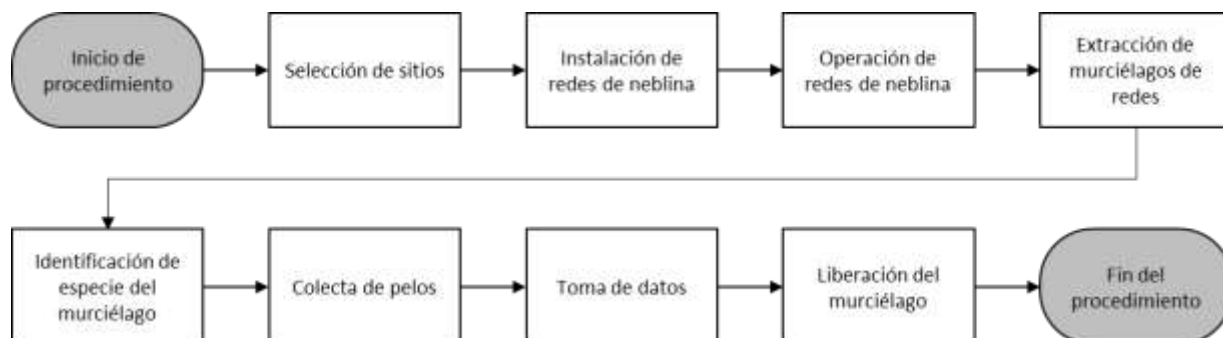 Inicio de
procedimiento
Selección de sitios
Instalación de
redes de neblina
Operación de
redes de neblina
Extracción de
murciélagos de
redes
Identificación de
especie del
murciélago
Colecta de pelos
Toma de datos
Liberación del
murciélago
Fin del
procedimiento